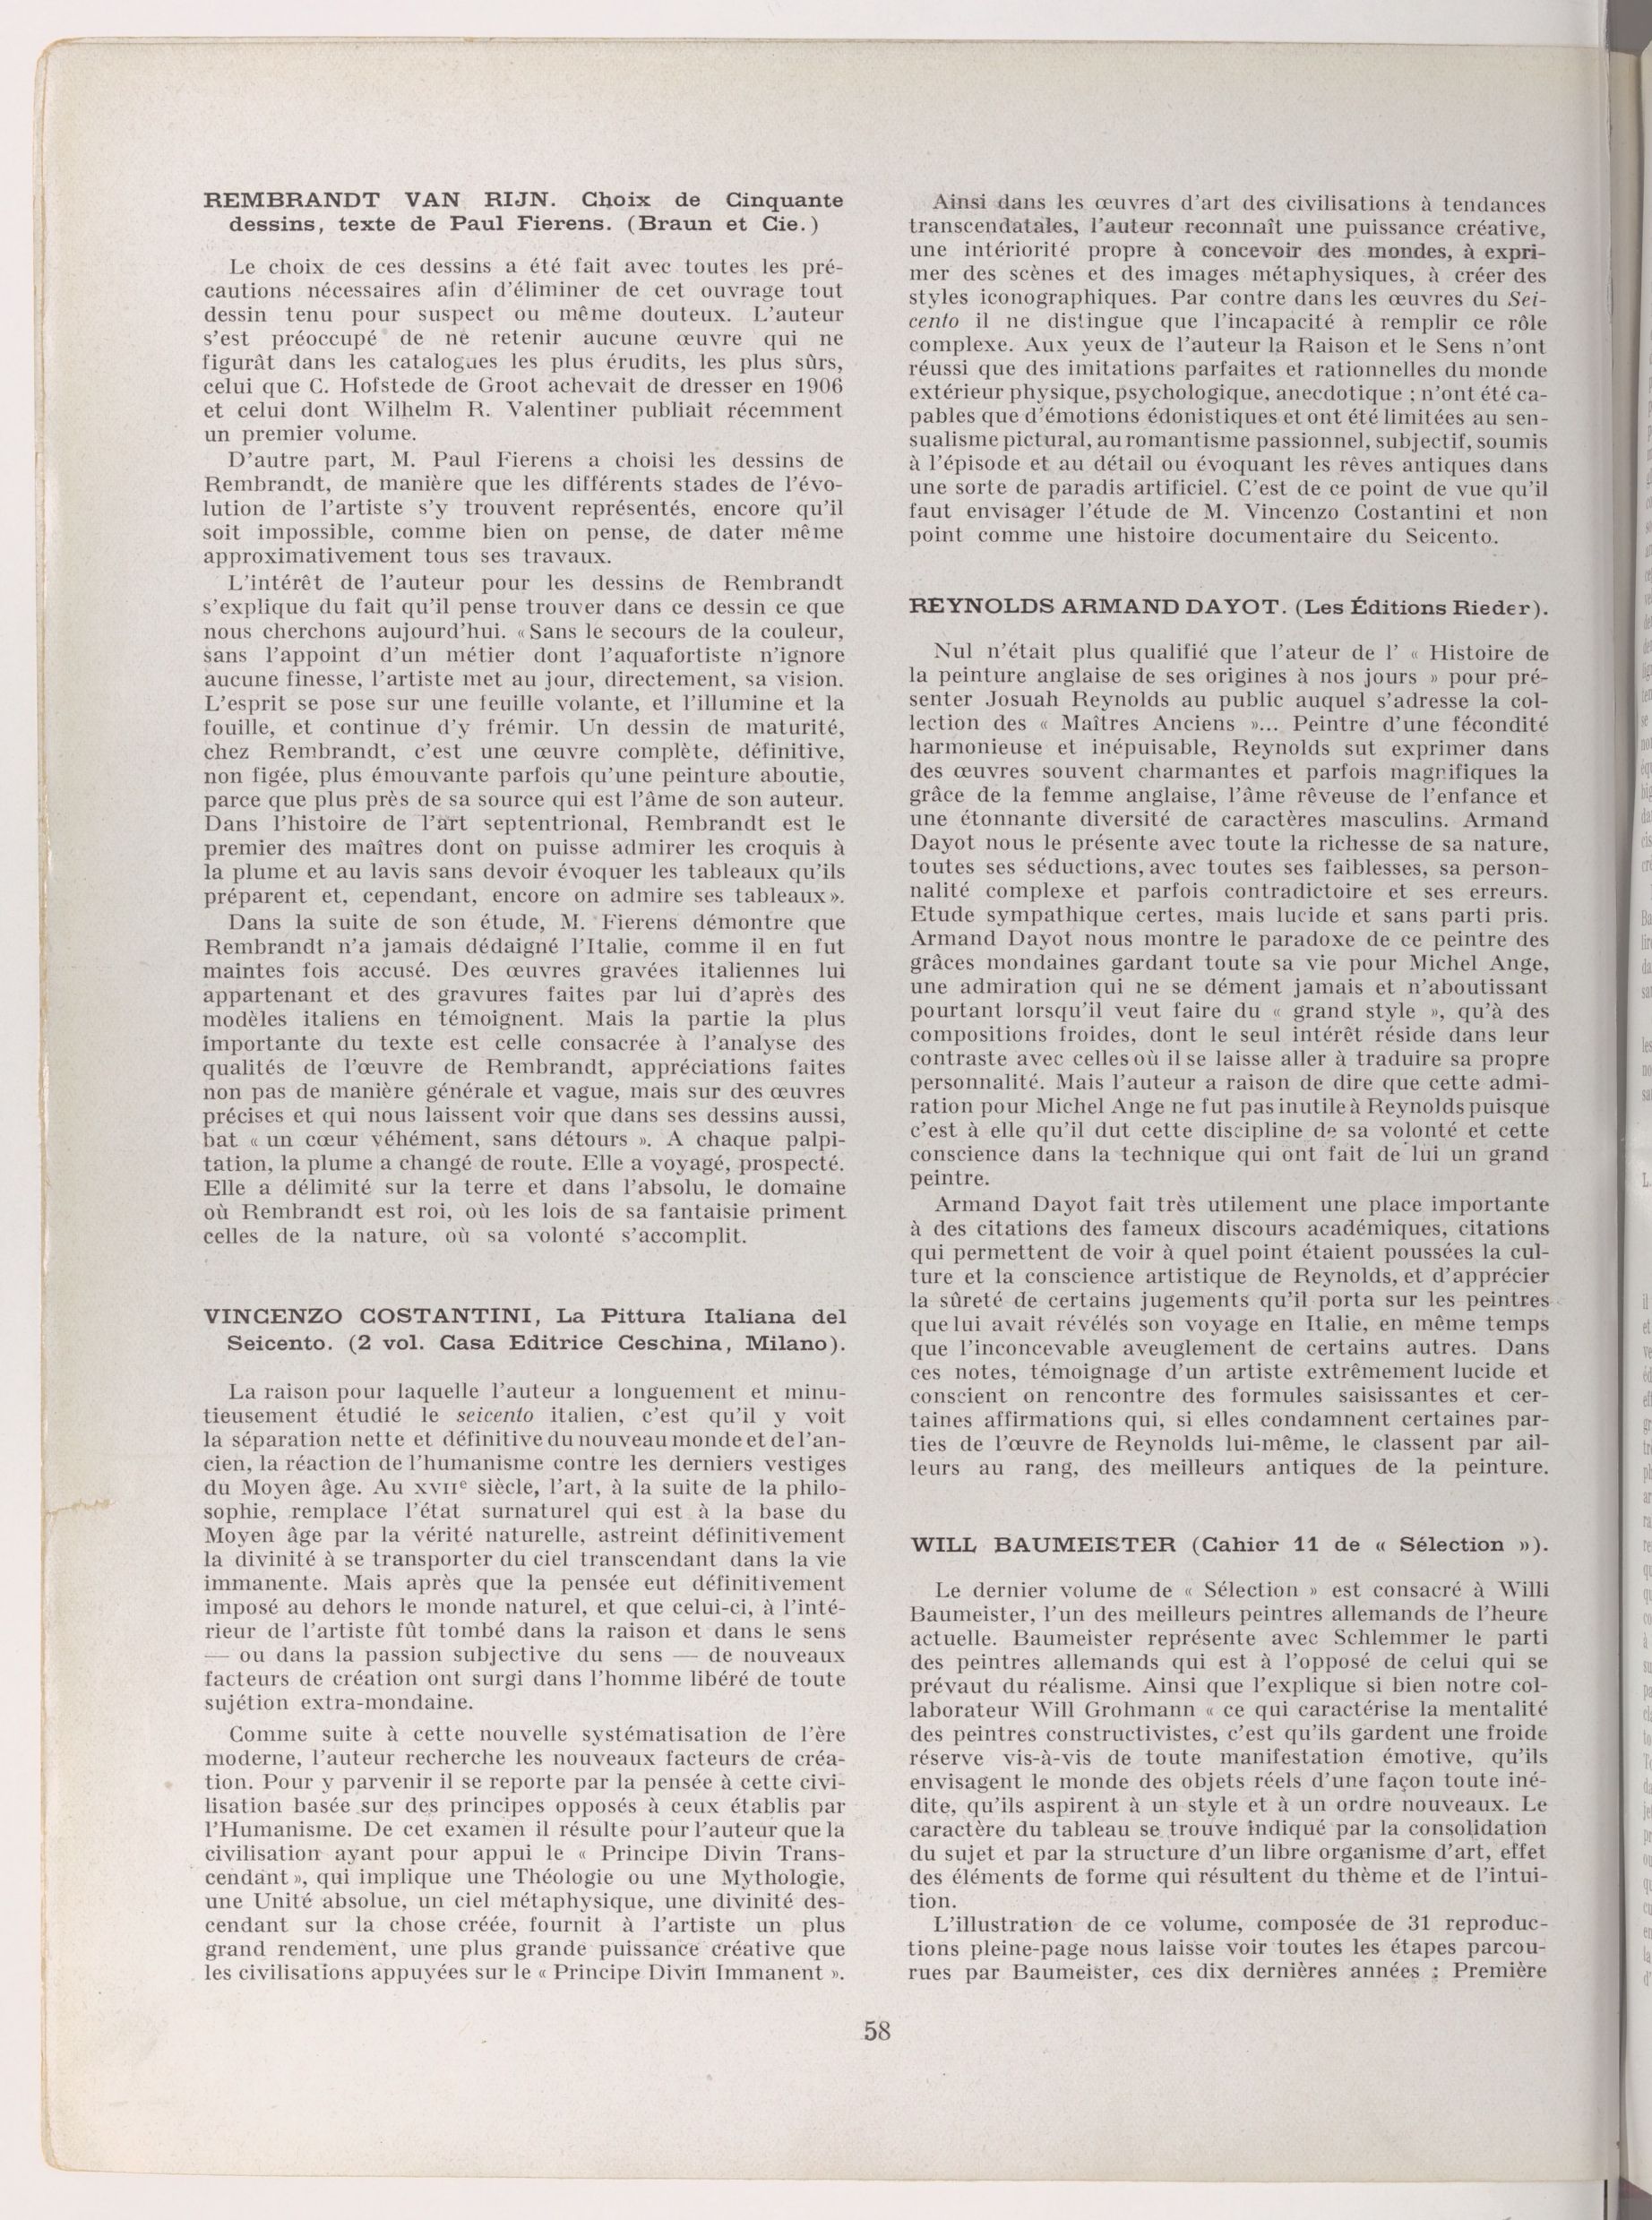 REMBRANDT VAN RIJN. Choix de Cinquante
dessins, texte de Paul Fierens. (Braun et Cie.)
Le choix de ces dessins a été fait avec toutes les pré-
cautions nécessaires afin d'éliminer de cet ouvrage tout
dessin tenu pour suspect ou même douteux. L'auteur
s'est préoccupé de ne retenir aucune œuvre qui ne
figurât dans les catalogues les plus érudits, les plus sûrs,
celui que C. Hofstede de Groot achevait de dresser en 1906
et celui dont Wilhelm R. Valentiner publiait récemment
un premier volume.
D'autre part, M. Paul Fierens a choisi les dessins de
Rembrandt, de manière que les différents stades de l'évo-
lution de l'artiste s'y trouvent représentés, encore qu'il
soit impossible, comme bien on pense, de dater même
approximativement tous ses travaux.
L'intérêt de l'auteur pour les dessins de Rembrandt
s'explique du fait qu'il pense trouver dans ce dessin ce que
nous cherchons aujourd'hui. « Sans le secours de la couleur,
sans l'appoint d'un métier dont l'aquafortiste n'ignore
aucune finesse, l'artiste met au jour, directement, sa vision.
L'esprit se pose sur une feuille volante, et l'illumine et la
fouille, et continue d'y frémir. Un dessin de maturité,
chez Rembrandt, c'est une œuvre complète, définitive,
non figée, plus émouvante parfois qu'une peinture aboutie,
parce que plus près de sa source qui est l'âme de son auteur.
Dans l'histoire de l'art septentrional, Rembrandt est le
premier des maîtres dont on puisse admirer les croquis à
la plume et au lavis sans devoir évoquer les tableaux qu'ils
préparent et, cependant, encore on admire ses tableaux ».
Dans la suite de son étude, M. Fierens démontre que
Rembrandt n'a jamais dédaigné l'Italie, comme il en fut
maintes fois accusé. Des œuvres gravées italiennes lui
appartenant et des gravures faites par lui d'après des
modèles italiens en témoignent. Mais la partie la plus
importante du texte est celle consacrée à l'analyse des
qualités de l'œuvre de Rembrandt, appréciations faites
non pas de manière générale et vague, mais sur des œuvres
précises et qui nous laissent voir que dans ses dessins aussi,
bat « un cœur véhément, sans détours ». A chaque palpi-
tation, la plume a changé de route. Elle a voyagé, prospecté.
Elle a délimité sur la terre et dans l'absolu, le domaine
où Rembrandt est roi, où les lois de sa fantaisie priment
celles de la nature, où sa volonté s'accomplit.
VINCENZO COSTANTINI, La Pittura Italiana del
Seicento. (2 vol. Casa Editrice Ceschina, Milano).
La raison pour laquelle l'auteur a longuement et minu-
tieusement étudié le seicento italien, c'est qu'il y voit
la séparation nette et définitive du nouveau monde et de l'an-
cien, la réaction de l'humanisme contre les derniers vestiges
du Moyen âge. Au XVIIe siècle, l'art, à la suite de la philo-
sophie, remplace l'état surnaturel qui est à la base du
Moyen âge par la vérité naturelle, astreint définitivement
la divinité à se transporter du ciel transcendant dans la vie
immanente. Mais après que la pensée eut définitivement
imposé au dehors le monde naturel, et que celui-ci, à l'inté-
rieur de l'artiste fût tombé dans la raison et dans le sens
— ou dans la passion subjective du sens — de nouveaux
facteurs de création ont surgi dans l'homme libéré de toute
sujétion extra-mondaine.
Comme suite à cette nouvelle systématisation de l'ère
moderne, l'auteur recherche les nouveaux facteurs de créa-
tion. Pour y parvenir il se reporte par la pensée à cette civi-
lisation basée sur des principes opposés à ceux établis par
l'Humanisme. De cet examen il résulte pour l'auteur que la
civilisation ayant pour appui le « Principe Divin Trans-
cendant », qui implique une Théologie ou une Mythologie,
une Unité absolue, un ciel métaphysique, une divinité des-
cendant sur la chose créée, fournit à l'artiste un plus
grand rendement, une plus grande puissance créative que
les civilisations appuyées sur le « Principe Divin Immanent ».
Ainsi dans les œuvres d'art des civilisations à tendances
transcendatales, l'auteur reconnaît une puissance créative,
une intériorité propre à concevoir des mondes, à expri-
mer des scènes et des images métaphysiques, à créer des
styles iconographiques. Par contre dans les œuvres du Sei-
cento il ne distingue que l'incapacité à remplir ce rôle
complexe. Aux yeux de l'auteur la Raison et le Sens n'ont
réussi que des imitations parfaites et rationnelles du monde
extérieur physique, psychologique, anecdotique ; n'ont été ca-
pables que d'émotions édonistiques et ont été limitées au sen-
sualisme pictural, au romantisme passionnel, subjectif, soumis
à l'épisode et au détail ou évoquant les rêves antiques dans
une sorte de paradis artificiel. C'est de ce point de vue qu'il
faut envisager l'étude de M. Vincenzo Costantini et non
point comme une histoire documentaire du Seicento.
REYNOLDS ARMAND DAYOT. (Les Éditions Rieder).
Nul n'était plus qualifié que l'ateur de l' « Histoire de
la peinture anglaise de ses origines à nos jours » pour pré-
senter Josuah Reynolds au public auquel s'adresse la col-
lection des « Maîtres Anciens »... Peintre d'une fécondité
harmonieuse et inépuisable, Reynolds sut exprimer dans
des œuvres souvent charmantes et parfois magnifiques la
grâce de la femme anglaise, l'âme rêveuse de l'enfance et
une étonnante diversité de caractères masculins. Armand
Dayot nous le présente avec toute la richesse de sa nature,
toutes ses séductions, avec toutes ses faiblesses, sa person-
nalité complexe et parfois contradictoire et ses erreurs.
Etude sympathique certes, mais lucide et sans parti pris.
Armand Dayot nous montre le paradoxe de ce peintre des
grâces mondaines gardant toute sa vie pour Michel Ange,
une admiration qui ne se dément jamais et n'aboutissant
pourtant lorsqu'il veut faire du « grand style », qu'à des
compositions froides, dont le seul intérêt réside dans leur
contraste avec celles où il se laisse aller à traduire sa propre
personnalité. Mais l'auteur a raison de dire que cette admi-
ration pour Michel Ange ne fut pas inutile à Reynolds puisque
c'est à elle qu'il dut cette discipline de sa volonté et cette
conscience dans la technique qui ont fait de lui un grand
peintre.
Armand Dayot fait très utilement une place importante
à des citations des fameux discours académiques, citations
qui permettent de voir à quel point étaient poussées la cul-
ture et la conscience artistique de Reynolds, et d'apprécier
la sûreté de certains jugements qu'il porta sur les peintres
que lui avait révélés son voyage en Italie, en même temps
que l'inconcevable aveuglement de certains autres. Dans
ces notes, témoignage d'un artiste extrêmement lucide et
conscient on rencontre des formules saisissantes et cer-
taines affirmations qui, si elles condamnent certaines par-
ties de l'œuvre de Reynolds lui-même, le classent par ail-
leurs au rang, des meilleurs antiques de la peinture.
WILL BAUMEISTER (Cahier 11 de « Sélection »).
Le dernier volume de « Sélection » est consacré à Willi
Baumeister, l'un des meilleurs peintres allemands de l'heure
actuelle. Baumeister représente avec Schlemmer le parti
des peintres allemands qui est à l'opposé de celui qui se
prévaut du réalisme. Ainsi que l'explique si bien notre col-
laborateur Will Grohmann « ce qui caractérise la mentalité
des peintres constructivistes, c'est qu'ils gardent une froide
réserve vis-à-vis de toute manifestation émotive, qu'ils
envisagent le monde des objets réels d'une façon toute iné-
dite, qu'ils aspirent à un style et à un ordre nouveaux. Le
caractère du tableau se trouve indiqué par la consolidation
du sujet et par la structure d'un libre organisme d'art, effet
des éléments de forme qui résultent du thème et de l'intui-
tion.
L'illustration de ce volume, composée de 31 reproduc-
tions pleine-page nous laisse voir toutes les étapes parcou-
rues par Baumeister, ces dix dernières années : Première
58